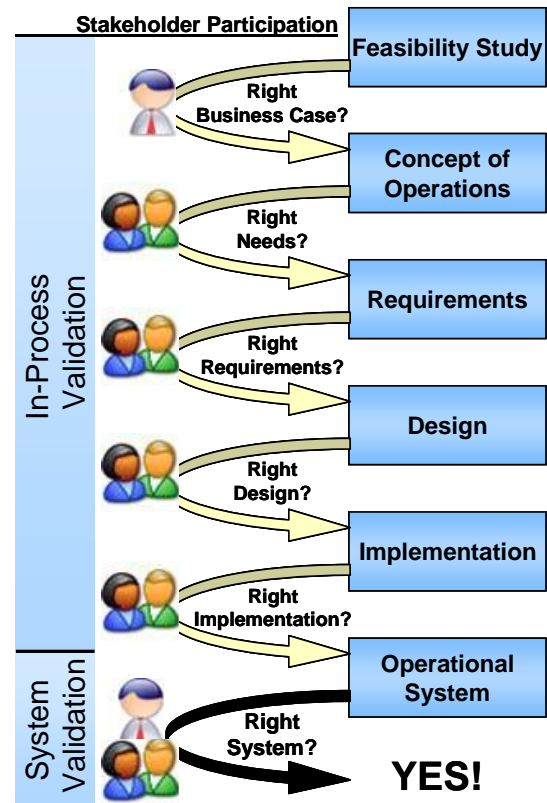 Stakeholder Participation
Feasibility Study
Right
Business Case?
Concept of
Operations
Right
Needs?
Requirements
Right
Requirements?
Design
Right
Design?
Implementation
Right
Implementation?
Operational
System
Right
System?
YES!
In-Process
Validation
System
Validation